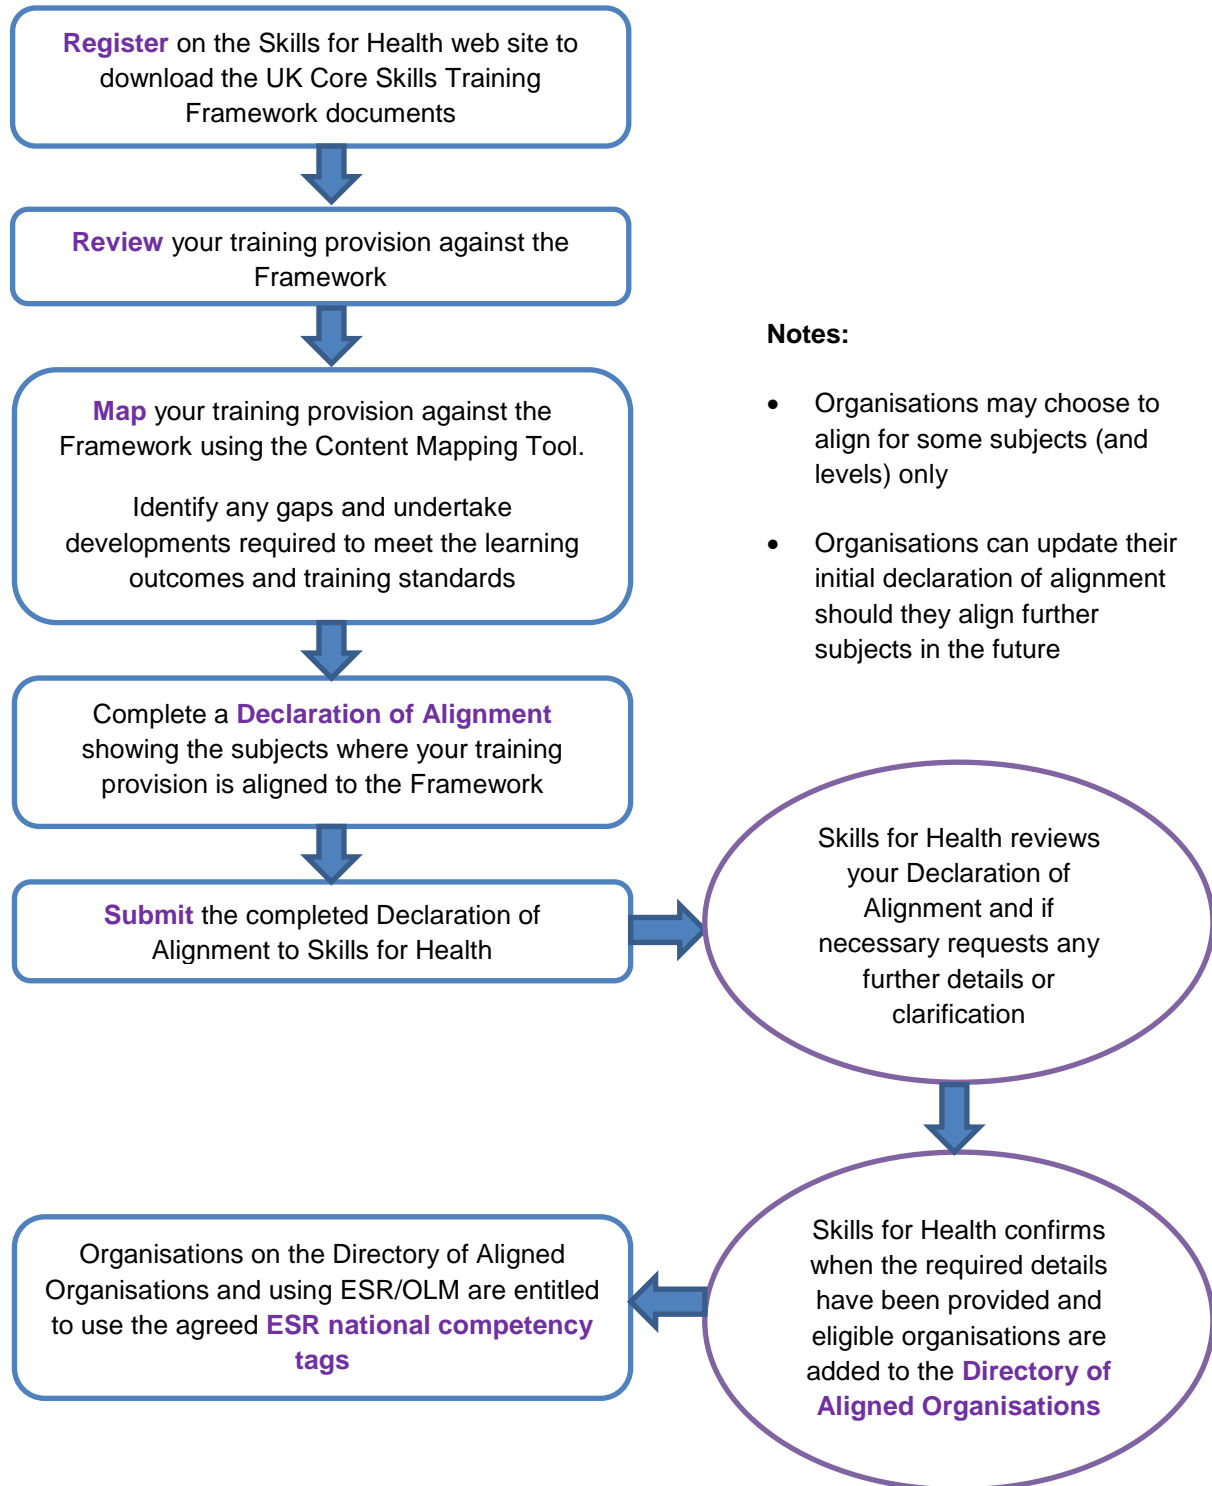 Register on the Skills for Health web site to
download the UK Core Skills Training
Framework documents
Review your training provision against the
Framework
Map your training provision against the
Framework using the Content Mapping Tool.
Identify any gaps and undertake
developments required to meet the learning
outcomes and training standards
Notes:
• Organisations may choose to
align for some subjects (and
levels) only
• Organisations can update their
initial declaration of alignment
should they align further
subjects in the future
Complete a Declaration of Alignment
showing the subjects where your training
provision is aligned to the Framework
Submit the completed Declaration of
Alignment to Skills for Health
Skills for Health reviews
your Declaration of
Alignment and if
necessary requests any
further details or
clarification
Skills for Health confirms
when the required details
have been provided and
eligible organisations are
added to the Directory of
Aligned Organisations
Organisations on the Directory of Aligned
Organisations and using ESR/OLM are entitled
to use the agreed ESR national competency
tags